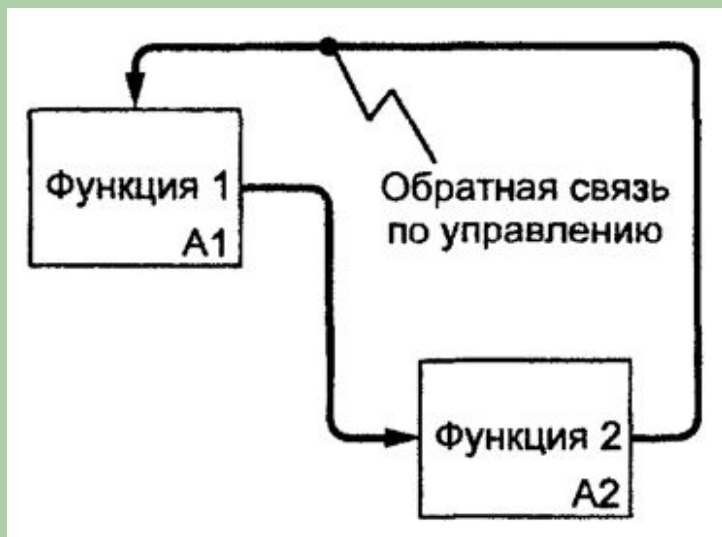 Функция 1
A1
Обратная связь
по управлению
Функция 2
A2